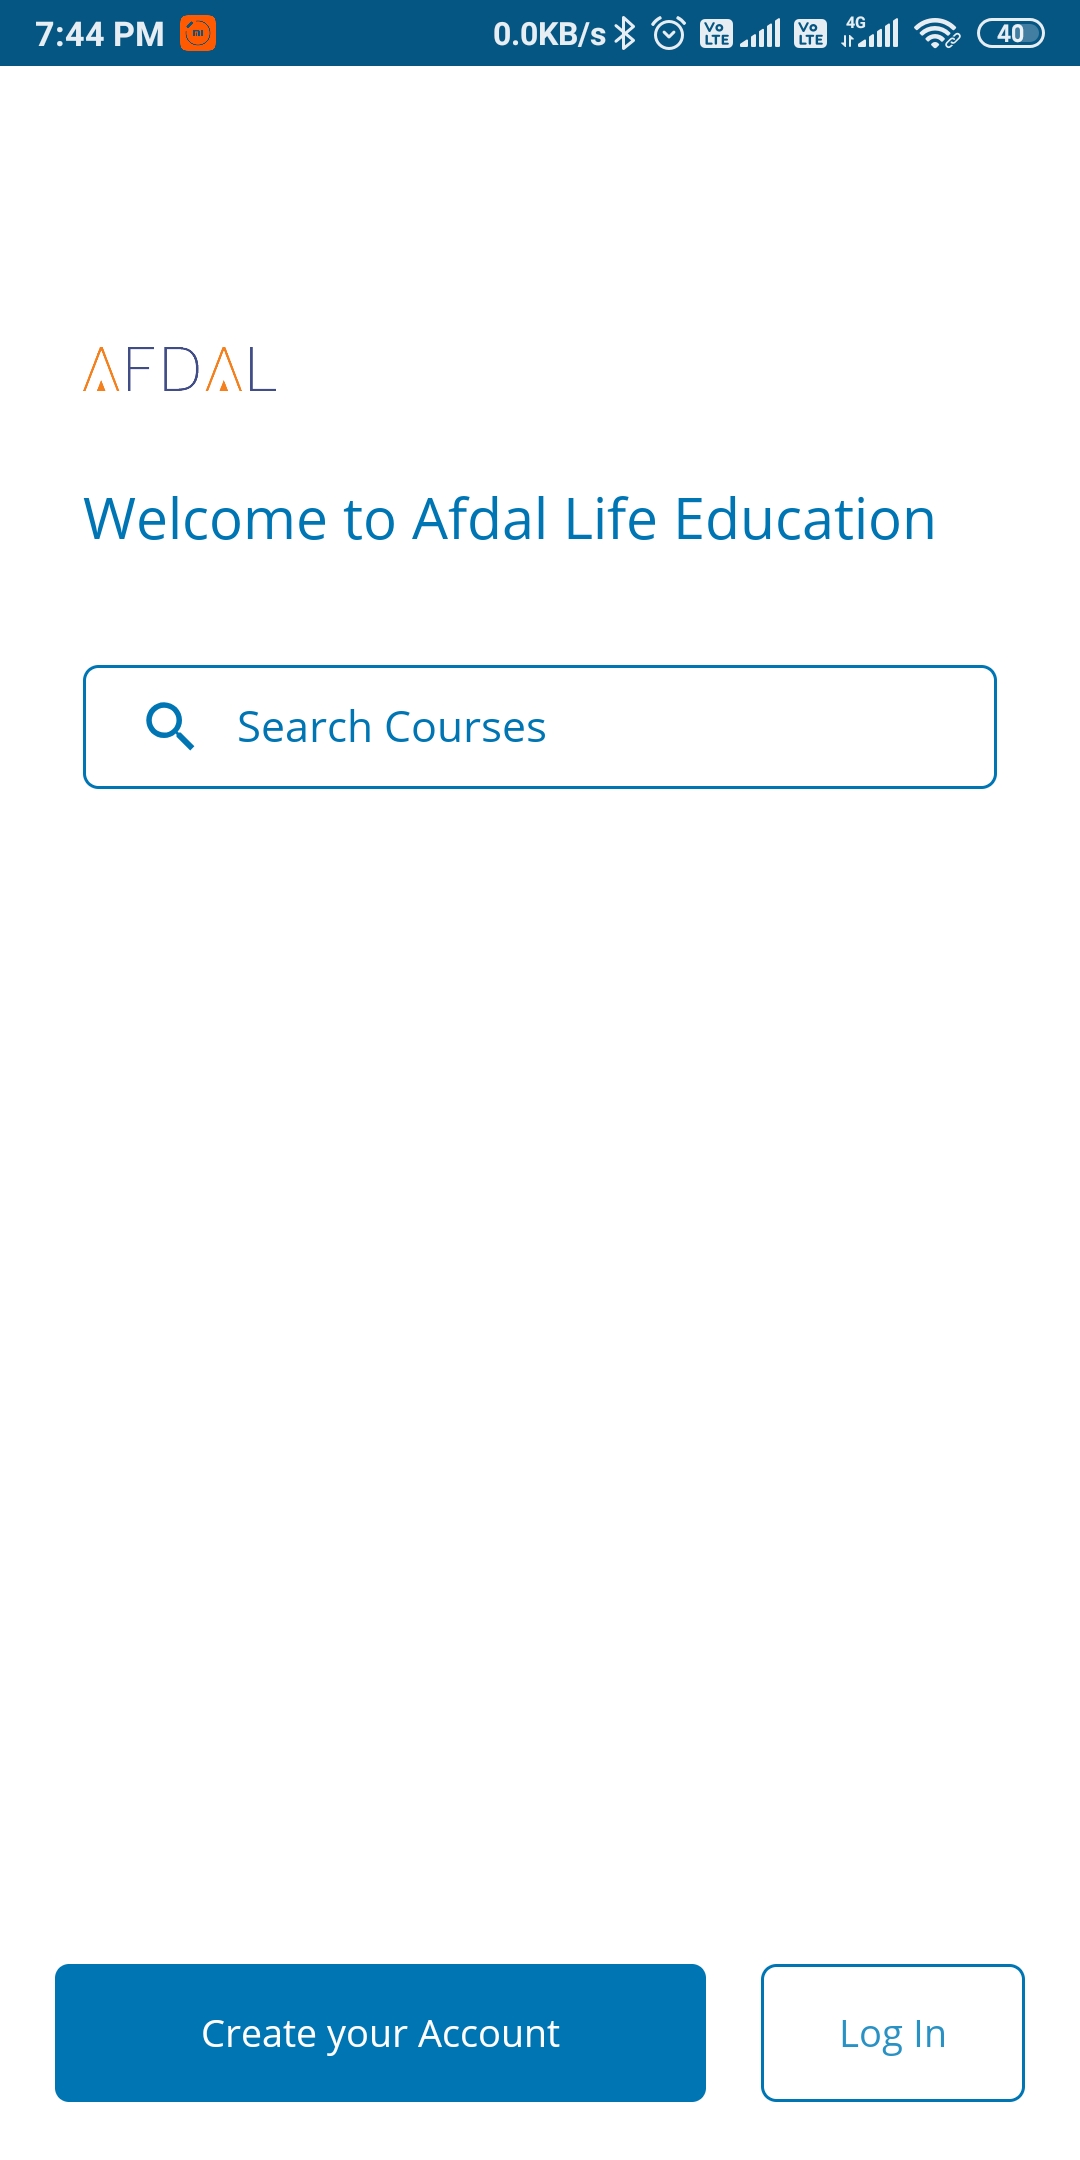 7:44 PM mi 0.0KB/s Vo LTE Vo LTE 4G 40
AFDAL
Welcome to Afdal Life Education
Search Courses
Create your Account Log In